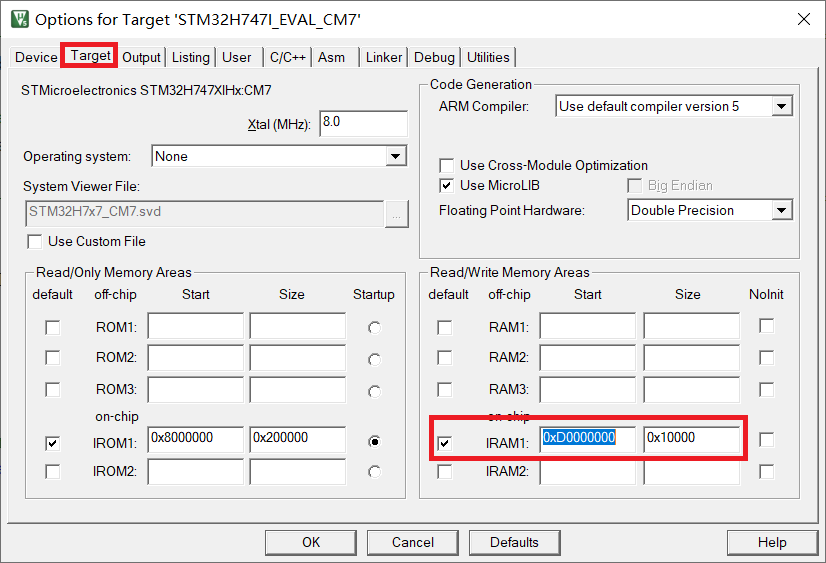 Options for Target 'STM32H747I_EVAL_CM7'
Device Target Output Listing User C/C++ Asm Linker Debug Utilities
STMicroelectronics STM32H747XIHx:CM7
Xtal (MHz): 8.0
Operating system: None
System Viewer File:
STM32H7x7_CM7.svd ...
Use Custom File
Code Generation
ARM Compiler: Use default compiler version 5
Use Cross-Module Optimization
Use MicroLIB Big Endian
Floating Point Hardware: Double Precision
Read/Only Memory Areas
default off-chip Start Size Startup
ROM1:
ROM2:
ROM3:
on-chip
IROM1: 0x8000000 0x200000
IROM2:
Read/Write Memory Areas
default off-chip Start Size NoInit
RAM1:
RAM2:
RAM3:
on-chip
IRAM1: 0xD0000000 0x10000
IRAM2:
OK Cancel Defaults Help